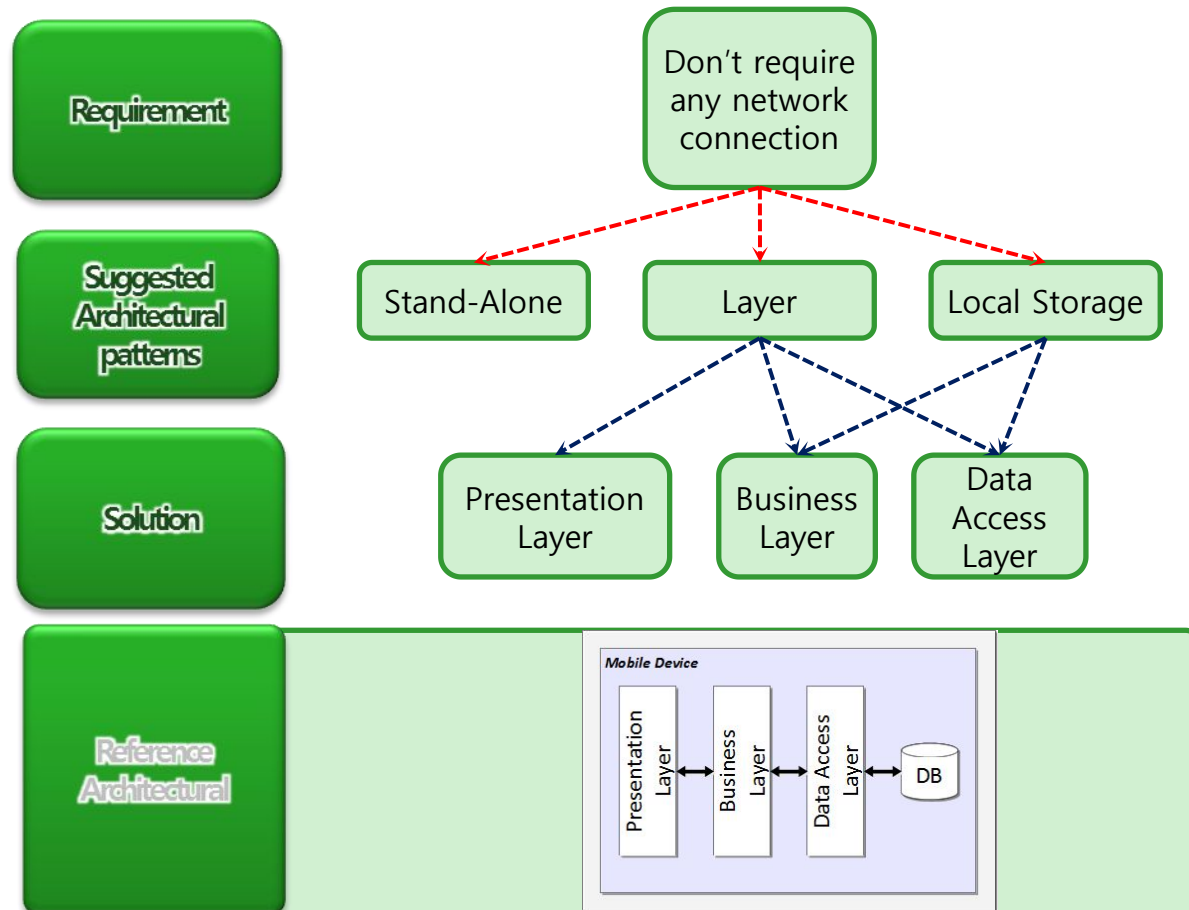 Requirement
Don't require
any network
connection
Suggested
Architectural
patterns
Stand-Alone
Layer
Local Storage
Solution
Presentation
Layer
Business
Layer
Data
Access
Layer
Reference
Architectural
Mobile Device
Presentation
Layer
Business
Layer
Data Access
Layer
DB